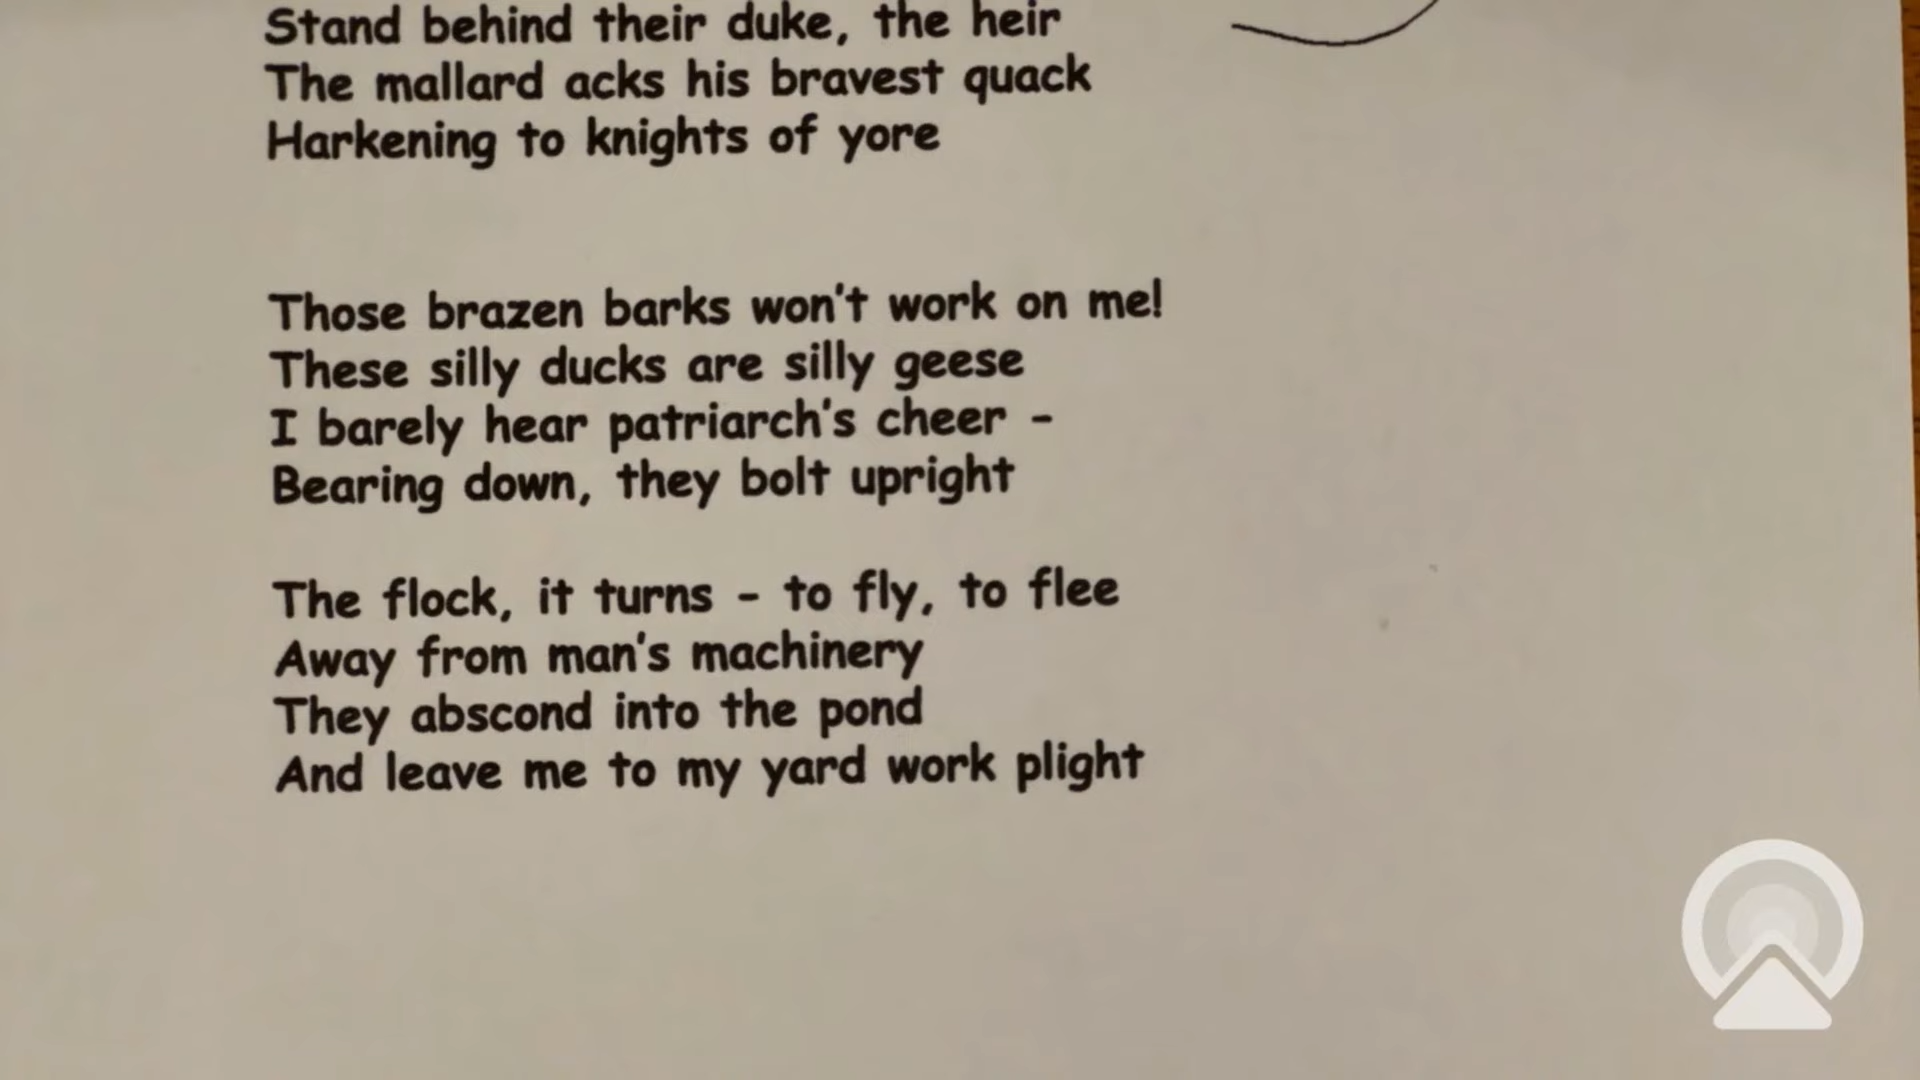 Stand behind their duke, the heir
The mallard acks his bravest quack
Harkening to knights of yore
Those brazen barks won't work on me!
These silly ducks are silly geese
I barely hear patriarch's cheer -
Bearing down, they bolt upright
The flock, it turns - to fly, to flee
Away from man's machinery
They abscond into the pond
And leave me to my yard work plight